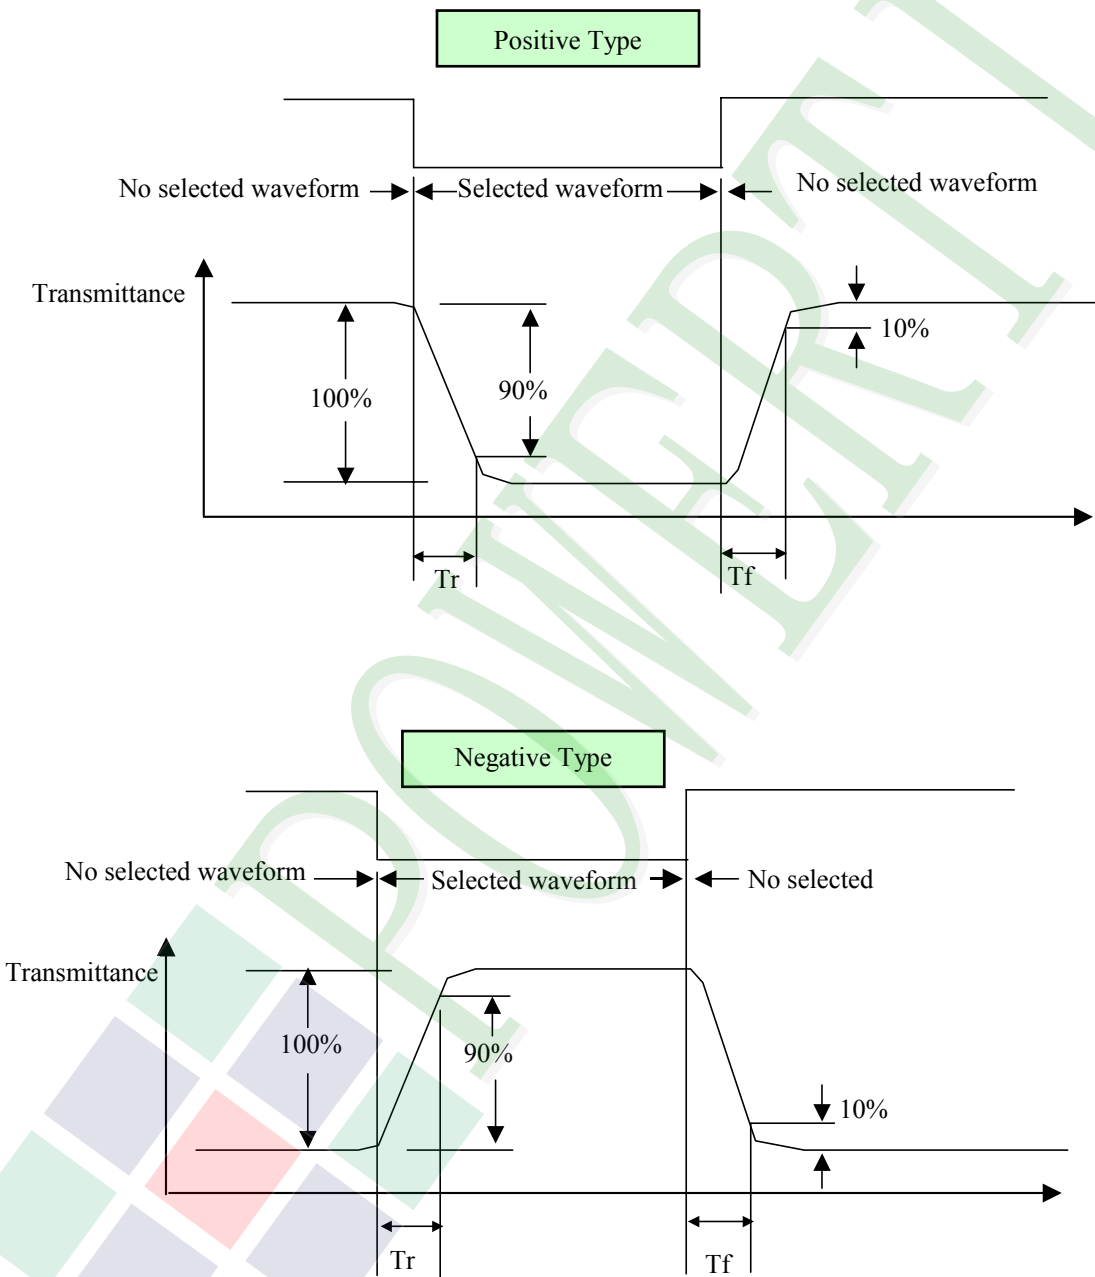 Positive Type
No selected waveform
Selected waveform
No selected waveform
Transmittance
10%
100%
90%
Tr
Tf
Negative Type
No selected waveform
Selected waveform
No selected
Transmittance
100%
90%
10%
Tr
Tf
POWERTI